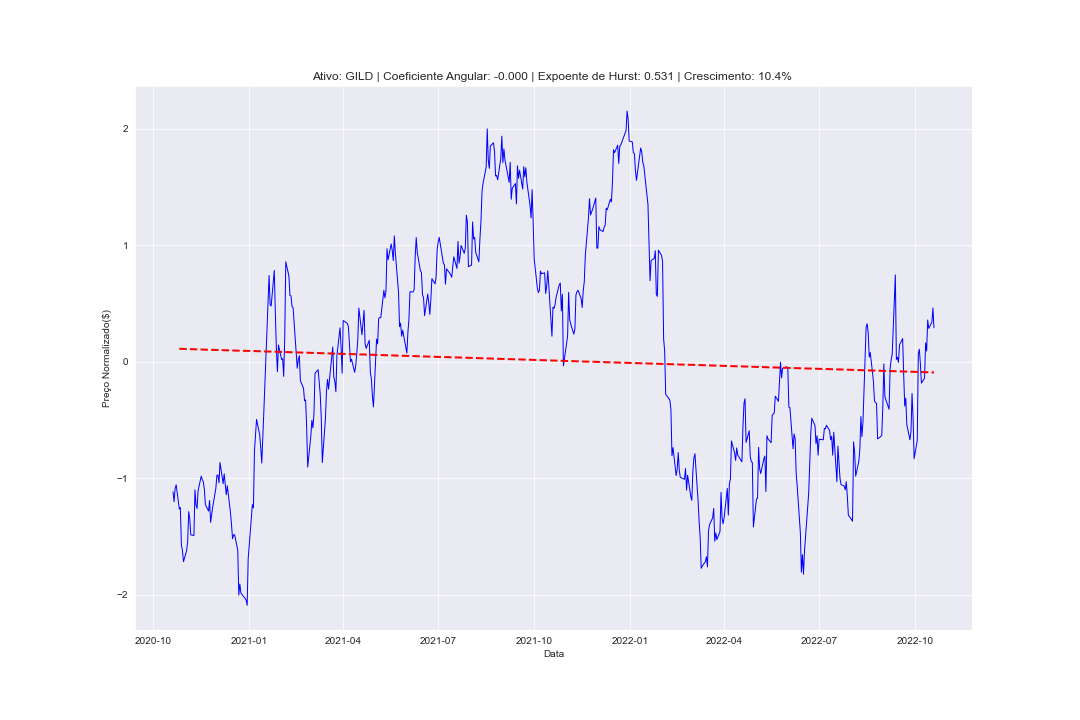 Ativo: GILD | Coeficiente Angular: -0.000 | Expoente de Hurst: 0.531 | Crescimento: 10.4%
Preço Normalizado($)
2
1
0
−1
−2
2020-10 2021-01 2021-04 2021-07 2021-10 2022-01 2022-04 2022-07 2022-10
Data